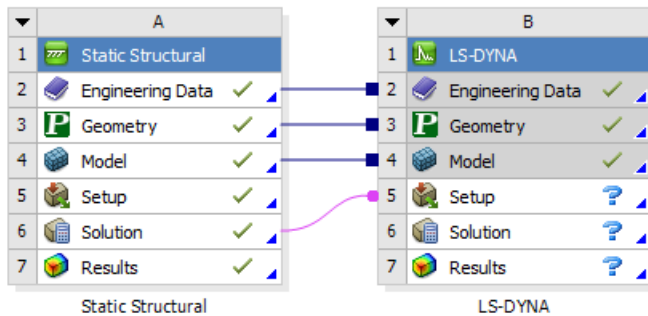 A
1 Static Structural
2 Engineering Data
3 P Geometry
4 Model
5 Setup
6 Solution
7 Results
Static Structural
B
1 LS-DYNA
2 Engineering Data
3 P Geometry
4 Model
5 Setup ?
6 Solution ?
7 Results ?
LS-DYNA